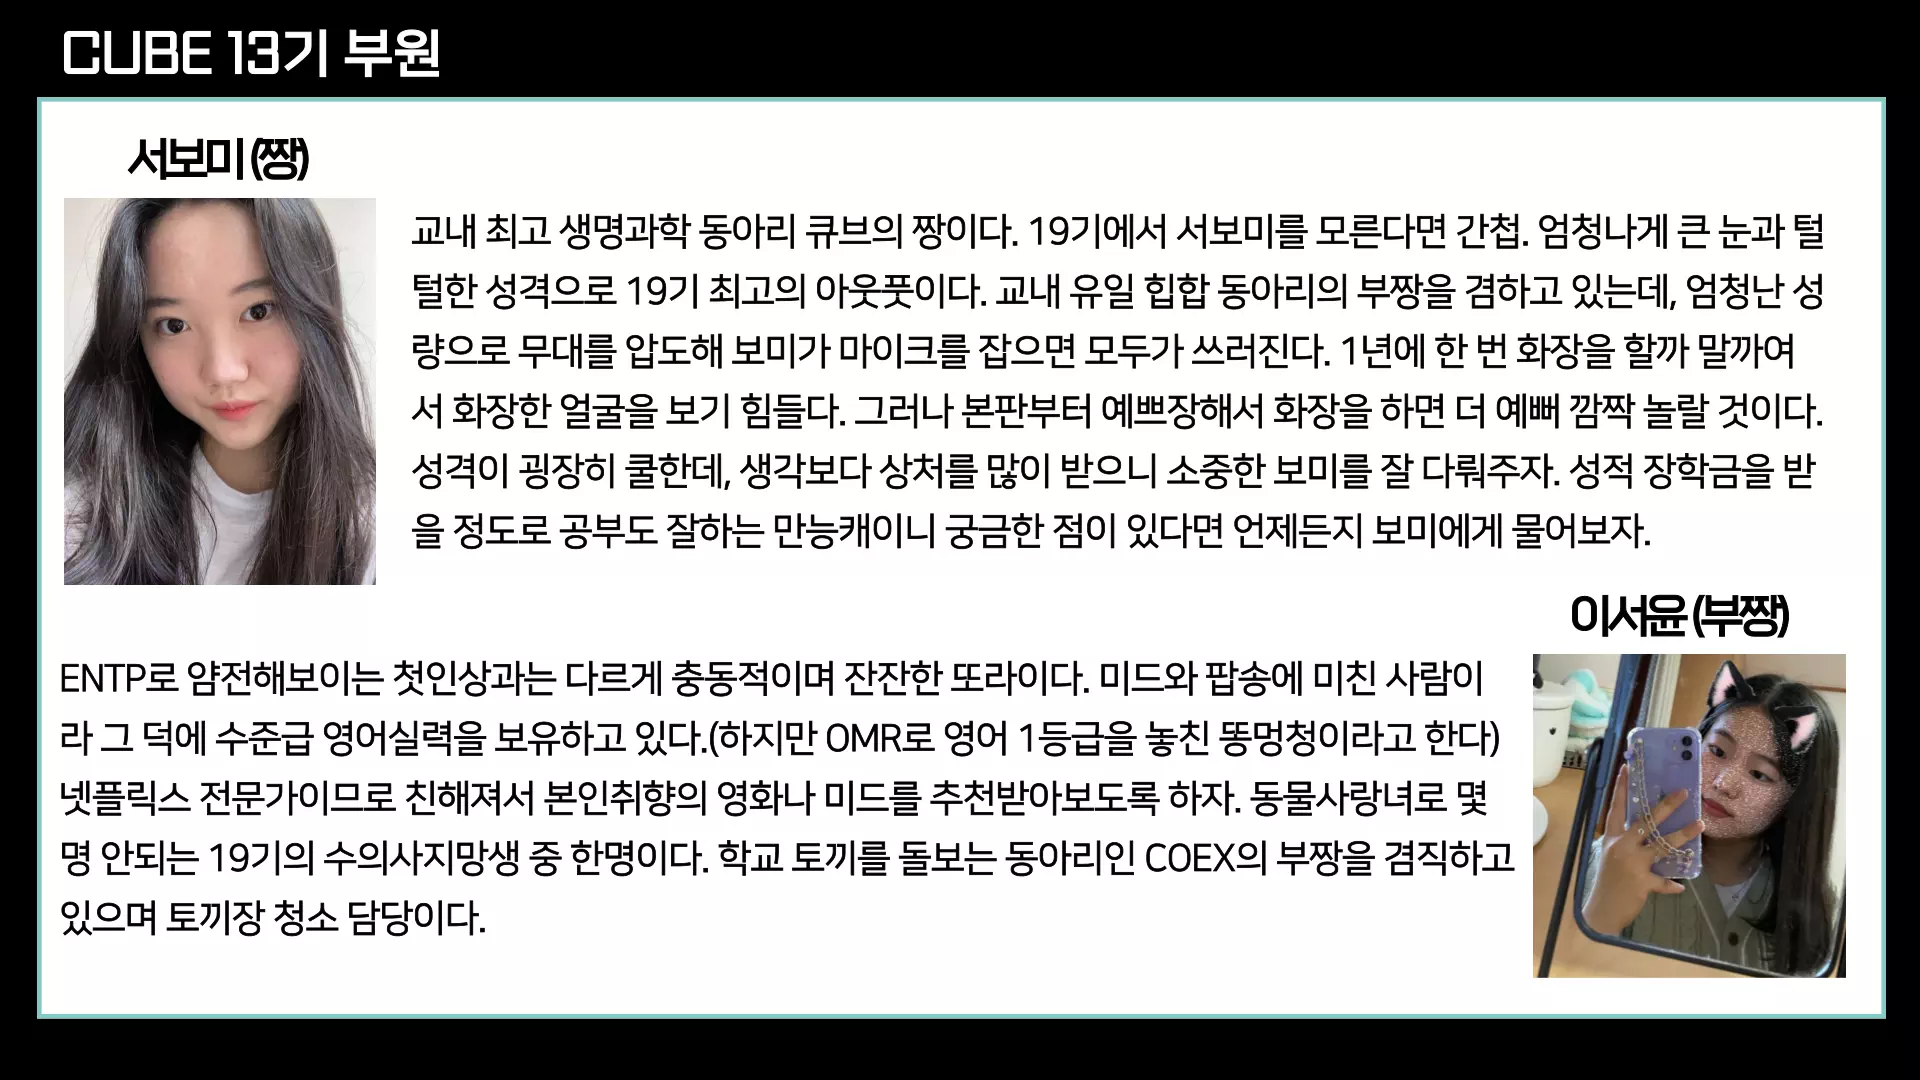 CUBE 13기 부원
서보미 (짱)
교내 최고 생명과학 동아리 큐브의 짱이다. 19기에서 서보미를 모른다면 간첩. 엄청나게 큰 눈과 털
털한 성격으로 19기 최고의 아웃풋이다. 교내 유일 힙합 동아리의 부짱을 겸하고 있는데, 엄청난 성
량으로 무대를 압도해 보미가 마이크를 잡으면 모두가 쓰러진다. 1년에 한 번 화장을 할까 말까여
서 화장한 얼굴을 보기 힘들다. 그러나 본판부터 예쁘장해서 화장을 하면 더 예뻐 깜짝 놀랄 것이다.
성격이 굉장히 쿨한데, 생각보다 상처를 많이 받으니 소중한 보미를 잘 다뤄주자. 성적 장학금을 받
을 정도로 공부도 잘하는 만능캐이니 궁금한 점이 있다면 언제든지 보미에게 물어보자.
이서윤 (부짱)
ENTP로 얌전해보이는 첫인상과는 다르게 충동적이며 잔잔한 또라이다. 미드와 팝송에 미친 사람이
라 그 덕에 수준급 영어실력을 보유하고 있다.(하지만 OMR로 영어 1등급을 놓친 똥멍청이라고 한다)
넷플릭스 전문가이므로 친해져서 본인취향의 영화나 미드를 추천받아보도록 하자. 동물사랑녀로 몇
명 안되는 19기의 수의사지망생 중 한명이다. 학교 토끼를 돌보는 동아리인 COEX의 부짱을 겸직하고
있으며 토끼장 청소 담당이다.